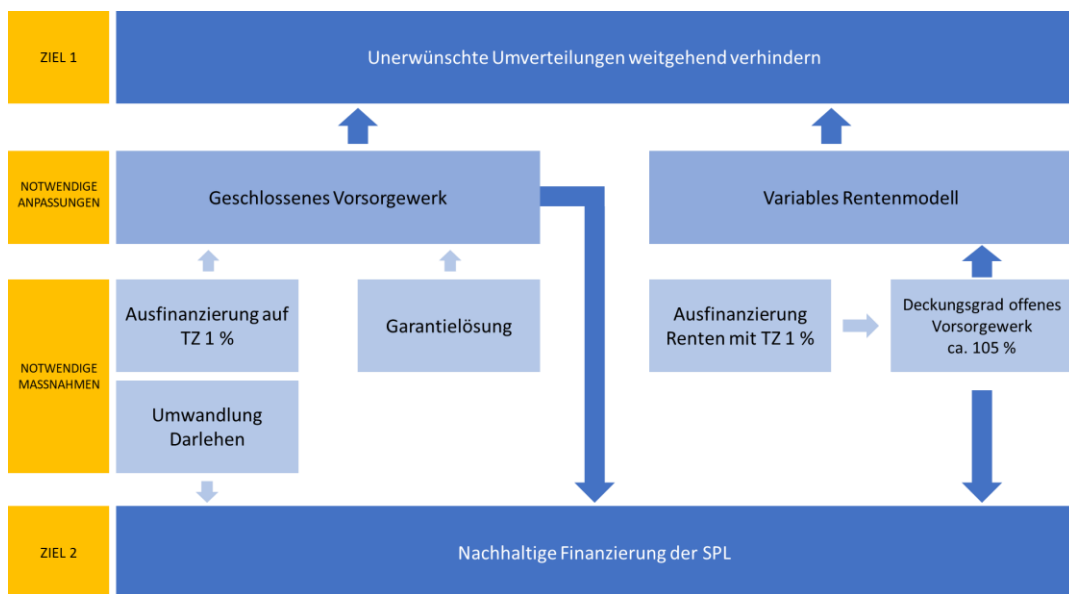 ZIEL 1
Unerwünschte Umverteilungen weitgehend verhindern
NOTWENDIGE
ANPASSUNGEN
Geschlossenes Vorsorgewerk
Variables Rentenmodell
NOTWENDIGE
MASSNAHMEN
Ausfinanzierung auf
TZ 1 %
Garantielösung
Ausfinanzierung
Renten mit TZ 1 %
Deckungsgrad offenes
Vorsorgewerk
ca. 105 %
Umwandlung
Darlehen
ZIEL 2
Nachhaltige Finanzierung der SPL